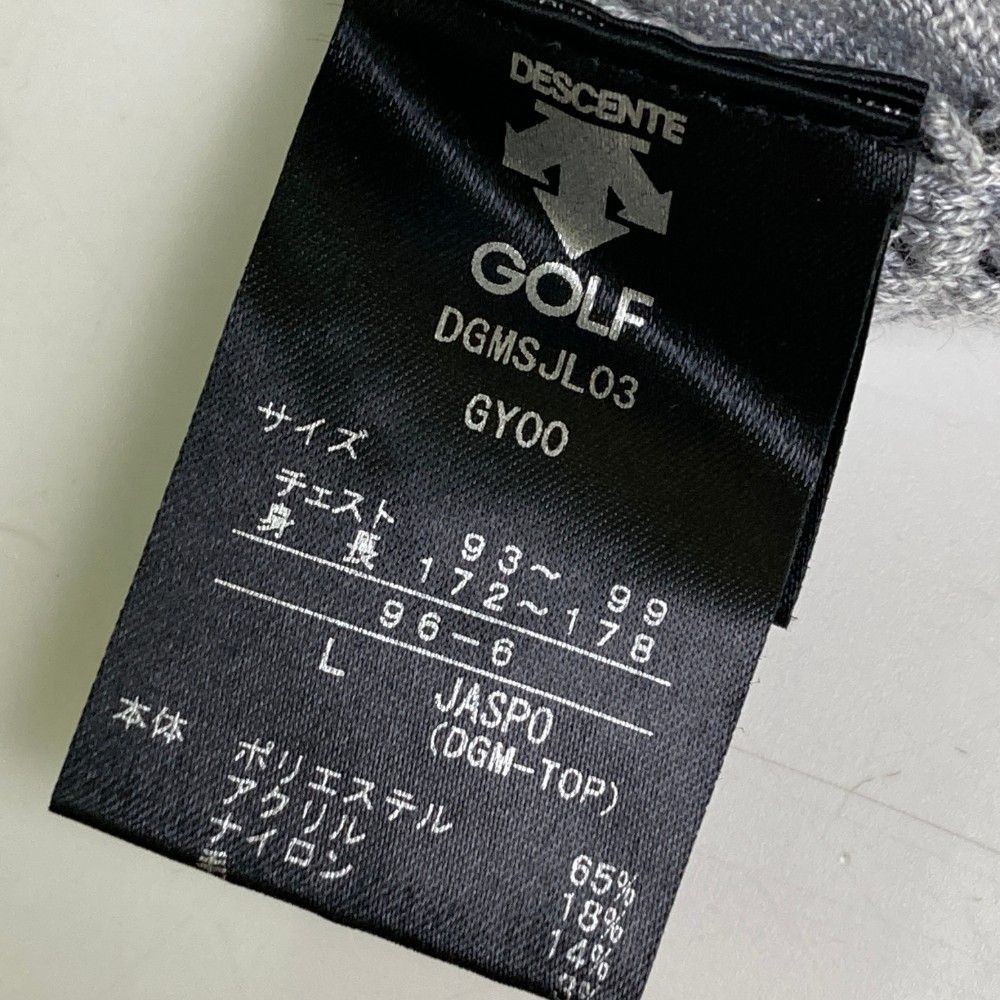 DESCENTE
GOLF
DGMSJL03
GY00
サイズ
チェスト 93〜 99
身 長 172〜178
96-6
L JASPO
(DGM-TOP)
本体 ポリエステル 65%
アクリル 18%
ナイロン 14%